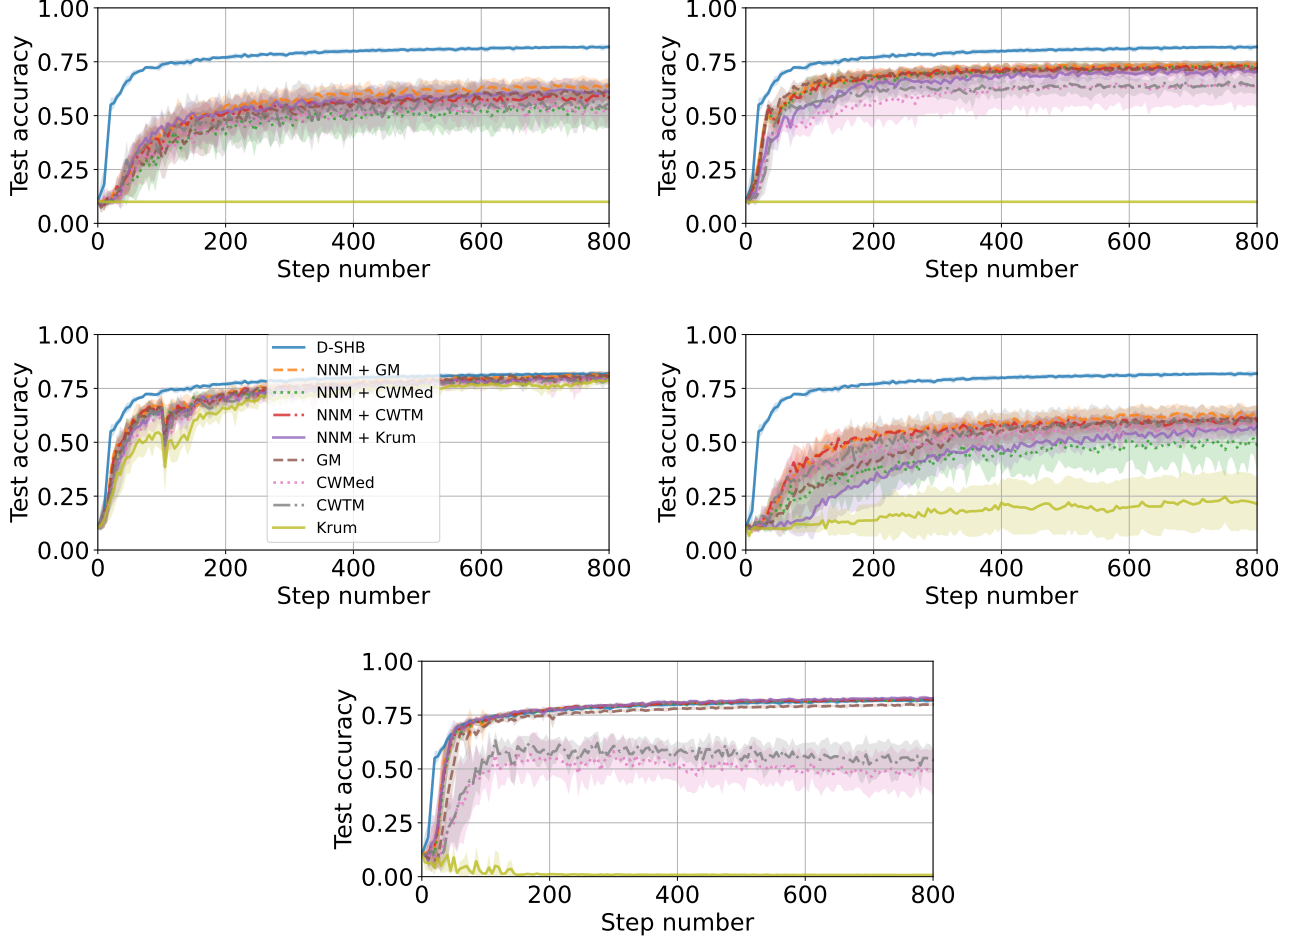 1.00
0.75
0.50
0.25
0.00
Test accuracy
0 200 400 600 800
Step number
1.00
0.75
0.50
0.25
0.00
Test accuracy
0 200 400 600 800
Step number
1.00
0.75
0.50
0.25
0.00
Test accuracy
D-SHB
NNM + GM
NNM + CWMed
NNM + CWTM
NNM + Krum
GM
CWMed
CWTM
Krum
0 200 400 600 800
Step number
1.00
0.75
0.50
0.25
0.00
Test accuracy
0 200 400 600 800
Step number
1.00
0.75
0.50
0.25
0.00
Test accuracy
0 200 400 600 800
Step number